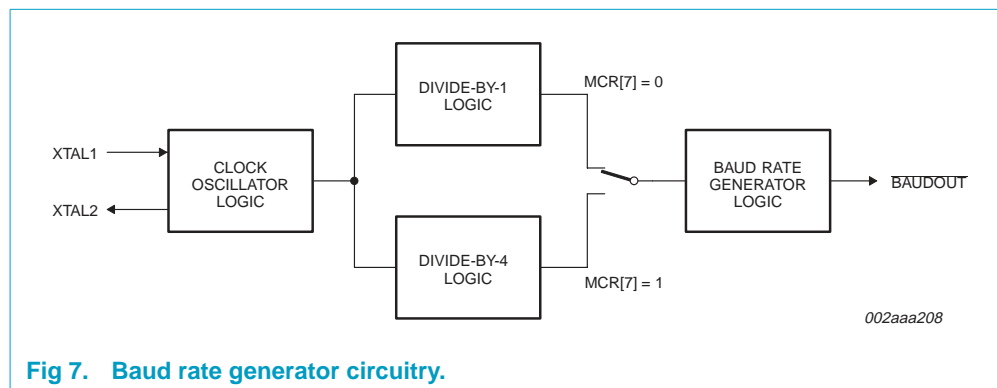 DIVIDE-BY-1
LOGIC
MCR[7] = 0
XTAL1
XTAL2
CLOCK
OSCILLATOR
LOGIC
BAUD RATE
GENERATOR
LOGIC
BAUDOUT
DIVIDE-BY-4
LOGIC
MCR[7] = 1
002aaa208
Fig 7. Baud rate generator circuitry.